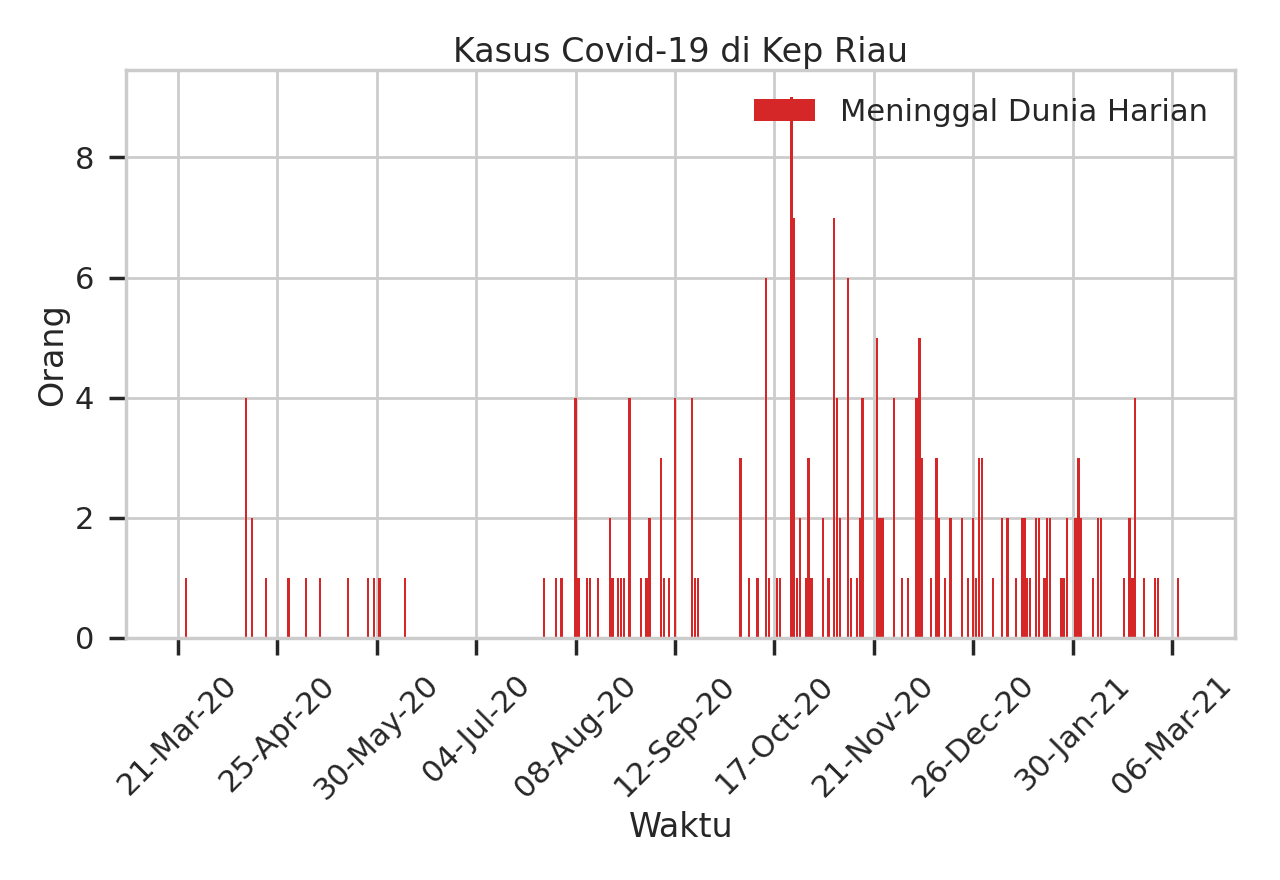 Kasus Covid-19 di Kep Riau
Meninggal Dunia Harian
8
6
4
2
0
Orang
21-Mar-20
25-Apr-20
30-May-20
04-Jul-20
08-Aug-20
12-Sep-20
17-Oct-20
21-Nov-20
26-Dec-20
30-Jan-21
06-Mar-21
Waktu